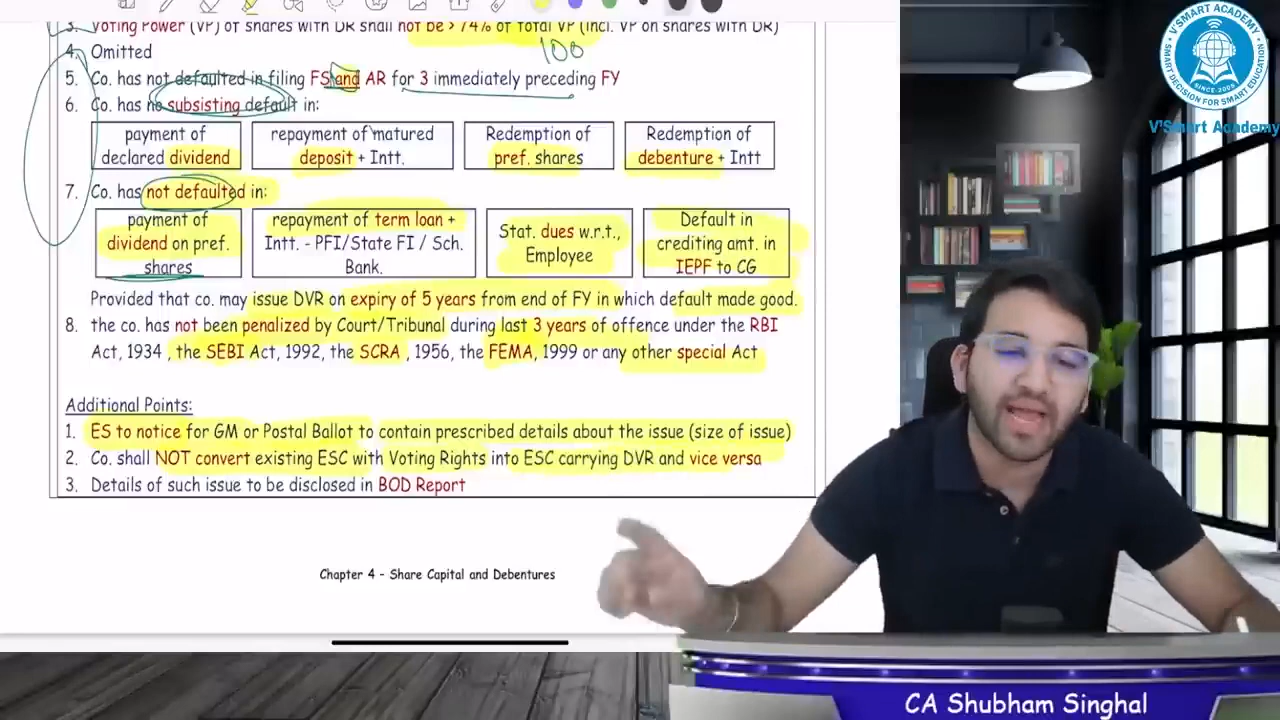 3. Voting Power (VP) of shares with DR shall not be > 74% of total VP (incl. VP on shares with DR)
100
4. Omitted
5. Co. has not defaulted in filing FS and AR for 3 immediately preceding FY
6. Co. has no subsisting default in:
payment of declared dividend
repayment of matured deposit + Intt.
Redemption of pref. shares
Redemption of debenture + Intt
7. Co. has not defaulted in:
payment of dividend on pref. shares
repayment of term loan + Intt. - PFI/State FI / Sch. Bank.
Stat. dues w.r.t., Employee
Default in crediting amt. in IEPF to CG
Provided that co. may issue DVR on expiry of 5 years from end of FY in which default made good.
8. the co. has not been penalized by Court/Tribunal during last 3 years of offence under the RBI
Act, 1934 , the SEBI Act, 1992, the SCRA , 1956, the FEMA, 1999 or any other special Act
Additional Points:
1. ES to notice for GM or Postal Ballot to contain prescribed details about the issue (size of issue)
2. Co. shall NOT convert existing ESC with Voting Rights into ESC carrying DVR and vice versa
3. Details of such issue to be disclosed in BOD Report
Chapter 4 - Share Capital and Debentures
V'SMART ACADEMY
SINCE-2005
SMART DECISION FOR SMART EDUCATION
V'Smart Academy
CA Shubham Singhal